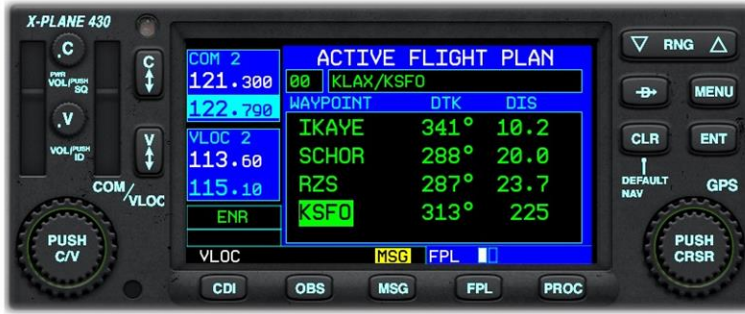 X-PLANE 430
.C
PWR
VOL/PUSH
SQ
C
.V
VOL/PUSH
ID
V
COM/VLOC
PUSH
C/V
COM 2
121.300
122.790
VLOC 2
113.60
115.10
ENR
VLOC
ACTIVE FLIGHT PLAN
00 KLAX/KSFO
WAYPOINT DTK DIS
IKAYE 341° 10.2
SCHOR 288° 20.0
RZS 287° 23.7
KSFO 313° 225
MSG FPL
RNG
D
MENU
CLR ENT
DEFAULT
NAV
GPS
PUSH
CRSR
CDI OBS MSG FPL PROC